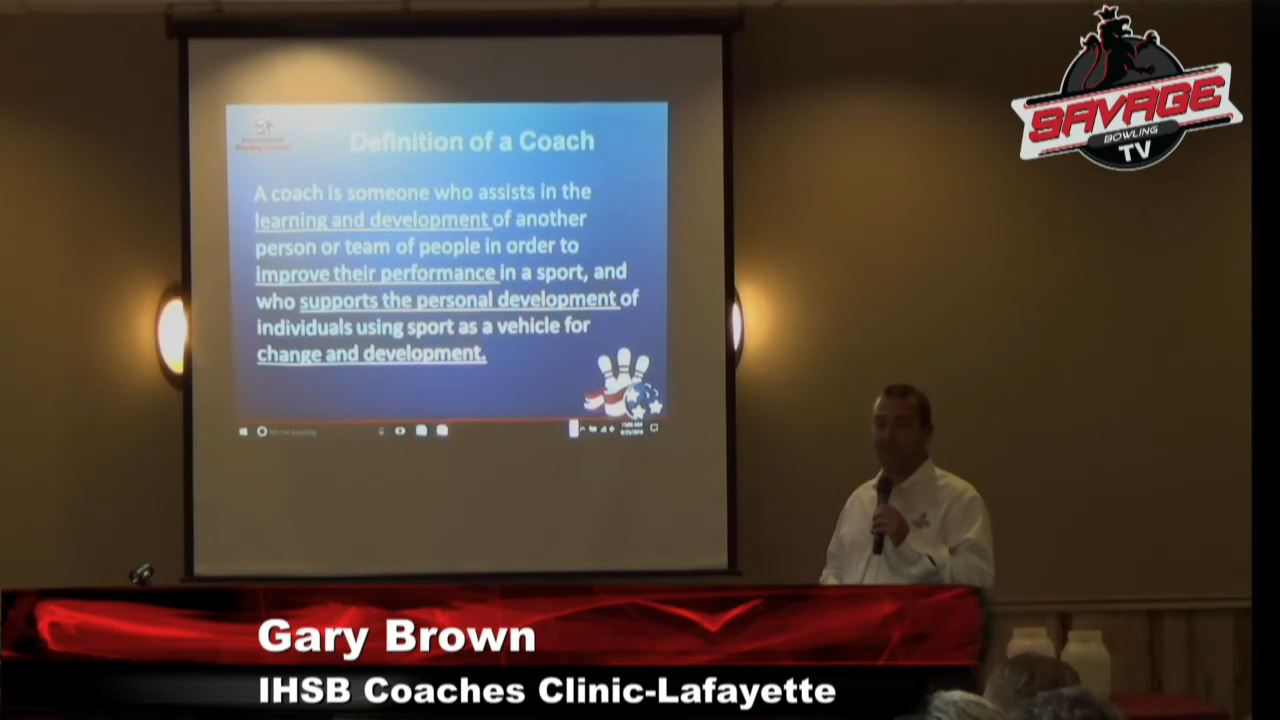 SAVAGE
BOWLING
TV
Definition of a Coach
A coach is someone who assists in the
learning and development of another
person or team of people in order to
improve their performance in a sport, and
who supports the personal development of
individuals using sport as a vehicle for
change and development.
Gary Brown
IHSB Coaches Clinic-Lafayette